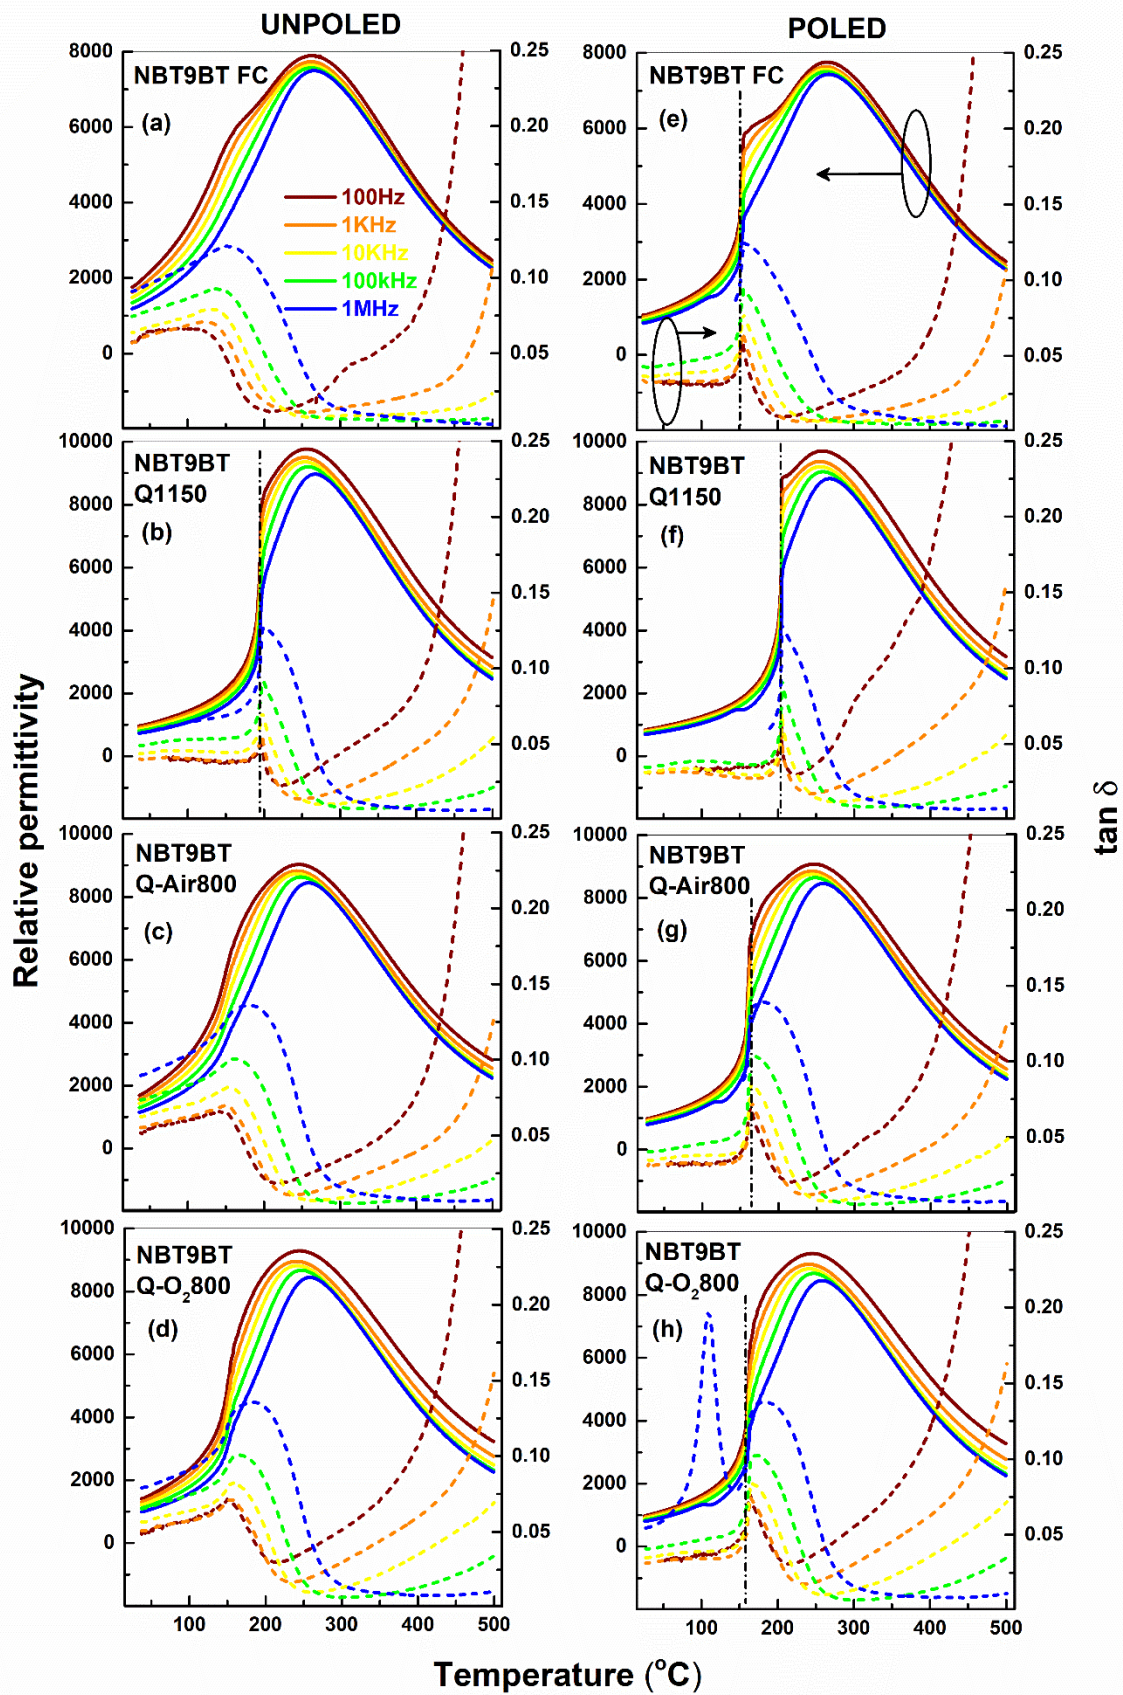 UNPOLED
POLED
8000
6000
4000
2000
0
NBT9BT FC
(a)
100Hz
1KHz
10KHz
100kHz
1MHz
0.25
0.20
0.15
0.10
0.05
8000
6000
4000
2000
0
NBT9BT FC
(e)
0.25
0.20
0.15
0.10
0.05
10000
8000
6000
4000
2000
0
NBT9BT
Q1150
(b)
0.25
0.20
0.15
0.10
0.05
10000
8000
6000
4000
2000
0
NBT9BT
Q1150
(f)
0.25
0.20
0.15
0.10
0.05
10000
8000
6000
4000
2000
0
NBT9BT
Q-Air800
(c)
0.25
0.20
0.15
0.10
0.05
10000
8000
6000
4000
2000
0
NBT9BT
Q-Air800
(g)
0.25
0.20
0.15
0.10
0.05
10000
8000
6000
4000
2000
0
NBT9BT
Q-O₂800
(d)
0.25
0.20
0.15
0.10
0.05
100 200 300 400 500
10000
8000
6000
4000
2000
0
NBT9BT
Q-O₂800
(h)
0.25
0.20
0.15
0.10
0.05
100 200 300 400 500
Relative permittivity
tan δ
Temperature (°C)